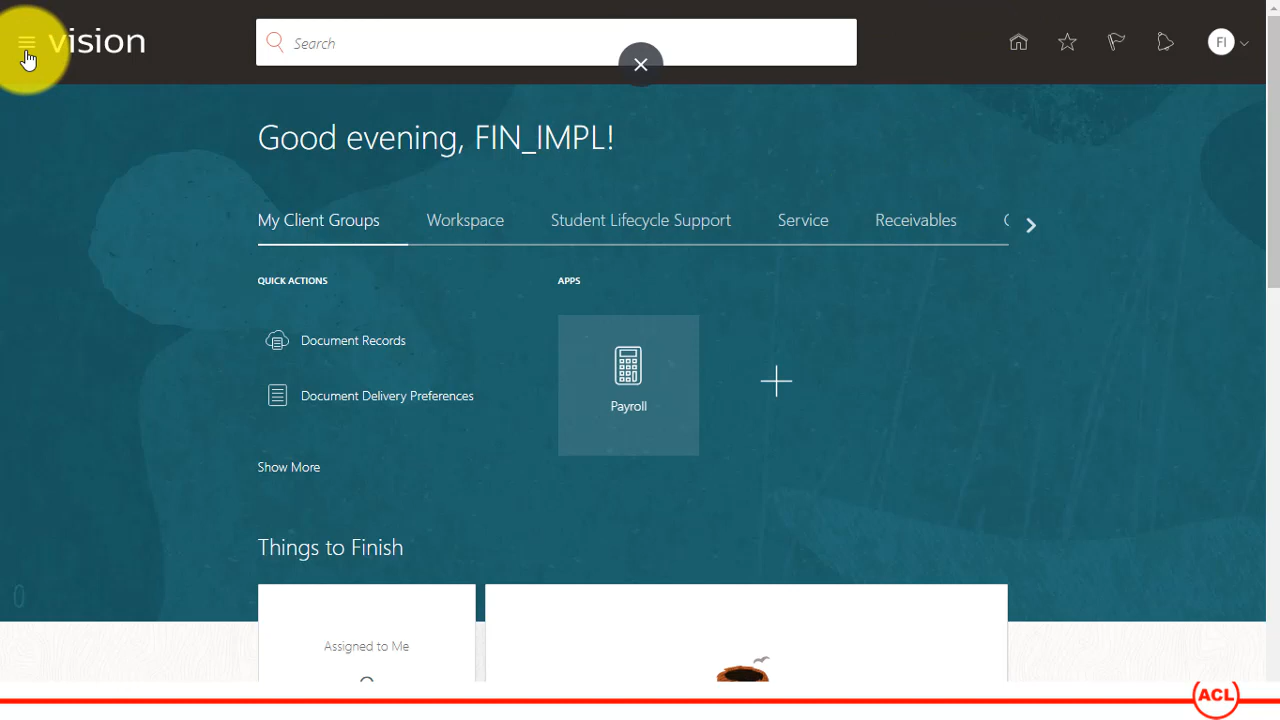 vision
Search
FI
Good evening, FIN_IMPL!
My Client Groups
Workspace
Student Lifecycle Support
Service
Receivables
QUICK ACTIONS
APPS
Document Records
Document Delivery Preferences
Payroll
Show More
Things to Finish
Assigned to Me
ACL